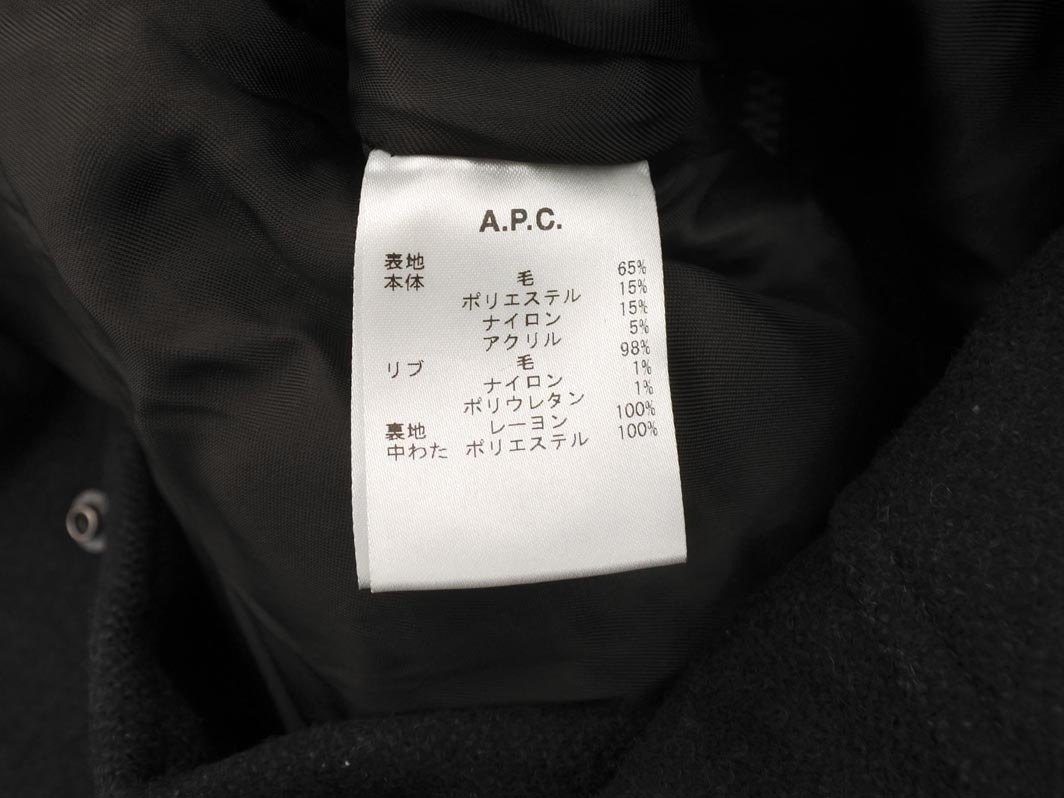 A.P.C.
表地
本体 毛 65%
ポリエステル 15%
ナイロン 15%
アクリル 5%
リブ 毛 98%
ナイロン 1%
ポリウレタン 1%
裏地 レーヨン 100%
中わた ポリエステル 100%